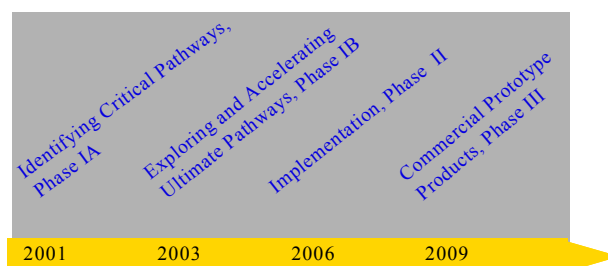 Identifying Critical Pathways,
Phase IA
Exploring and Accelerating
Ultimate Pathways, Phase IB
Implementation, Phase II
Commercial Prototype
Products, Phase III
2001
2003
2006
2009